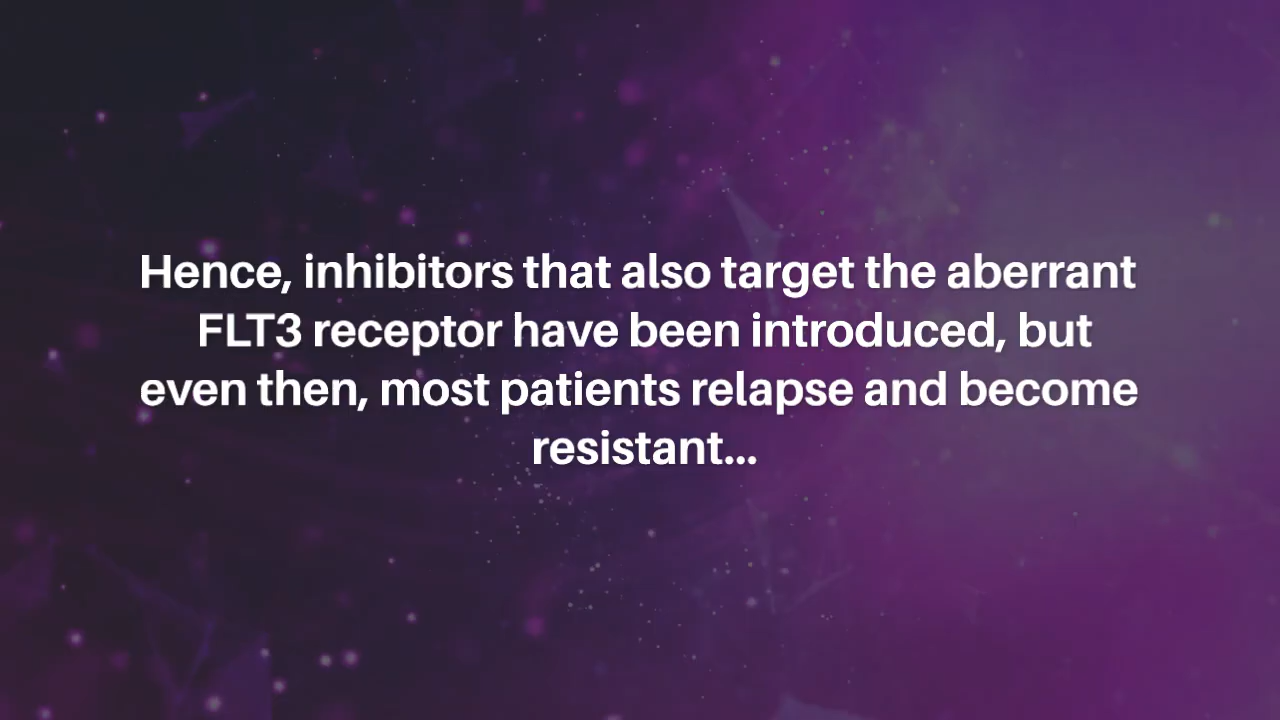 Hence, inhibitors that also target the aberrant
FLT3 receptor have been introduced, but
even then, most patients relapse and become
resistant...